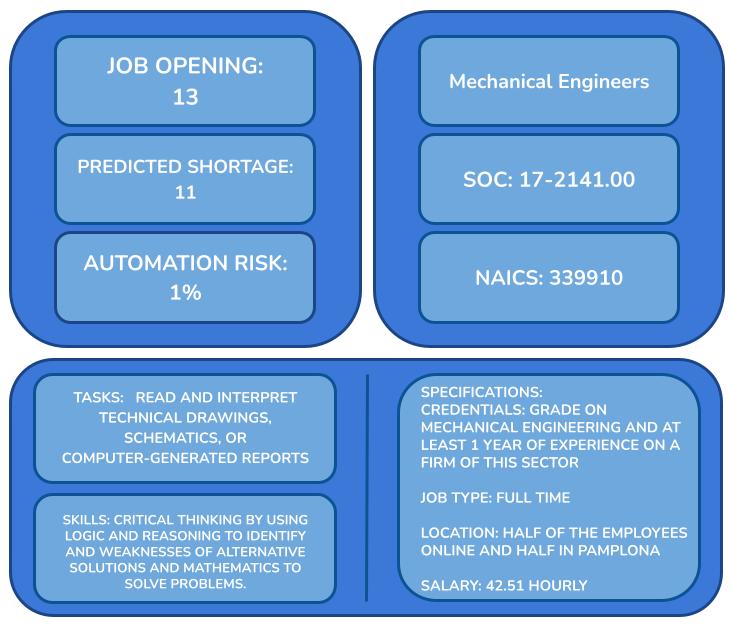 JOB OPENING:
13
PREDICTED SHORTAGE:
11
AUTOMATION RISK:
1%
Mechanical Engineers
SOC: 17-2141.00
NAICS: 339910
TASKS: READ AND INTERPRET
TECHNICAL DRAWINGS,
SCHEMATICS, OR
COMPUTER-GENERATED REPORTS
SKILLS: CRITICAL THINKING BY USING
LOGIC AND REASONING TO IDENTIFY
AND WEAKNESSES OF ALTERNATIVE
SOLUTIONS AND MATHEMATICS TO
SOLVE PROBLEMS.
SPECIFICATIONS:
CREDENTIALS: GRADE ON
MECHANICAL ENGINEERING AND AT
LEAST 1 YEAR OF EXPERIENCE ON A
FIRM OF THIS SECTOR
JOB TYPE: FULL TIME
LOCATION: HALF OF THE EMPLOYEES
ONLINE AND HALF IN PAMPLONA
SALARY: 42.51 HOURLY